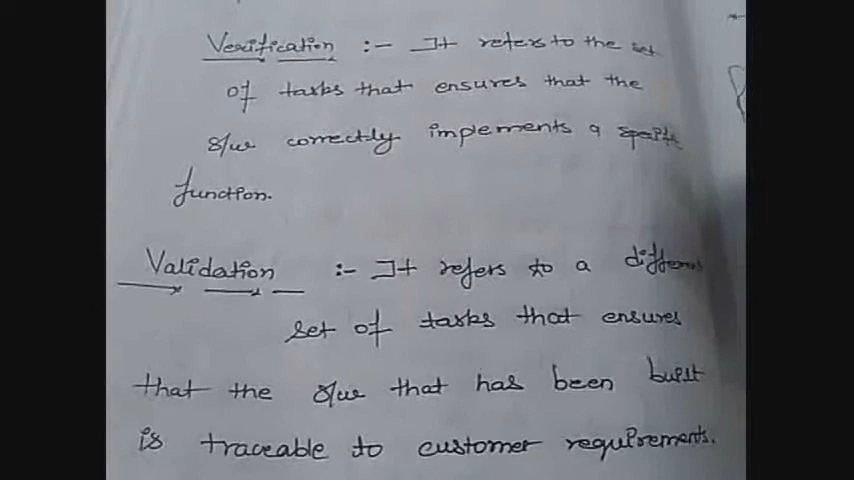 Verification :- It refers to the set
of tasks that ensures that the
s/w correctly implements a specific
function.
Validation :- It refers to a different
set of tasks that ensures
that the s/w that has been built
is traceable to customer requirements.